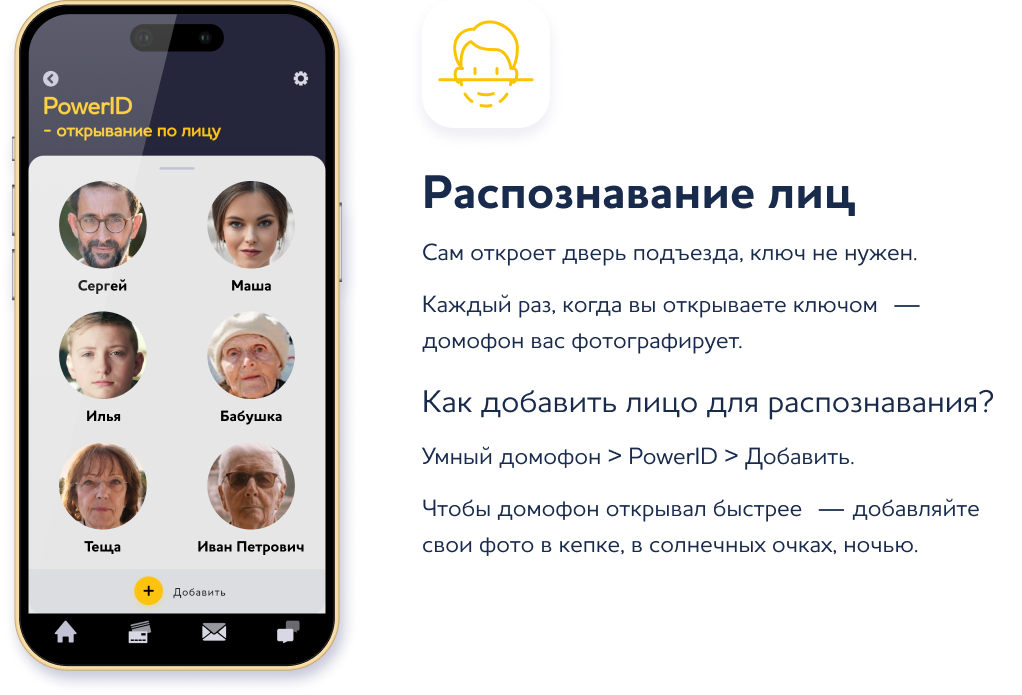 PowerID
- открывание по лицу
Сергей
Маша
Илья
Бабушка
Теща
Иван Петрович
+ Добавить
Распознавание лиц
Сам откроет дверь подъезда, ключ не нужен.
Каждый раз, когда вы открываете ключом —
домофон вас фотографирует.
Как добавить лицо для распознавания?
Умный домофон > PowerID > Добавить.
Чтобы домофон открывал быстрее — добавляйте
свои фото в кепке, в солнечных очках, ночью.